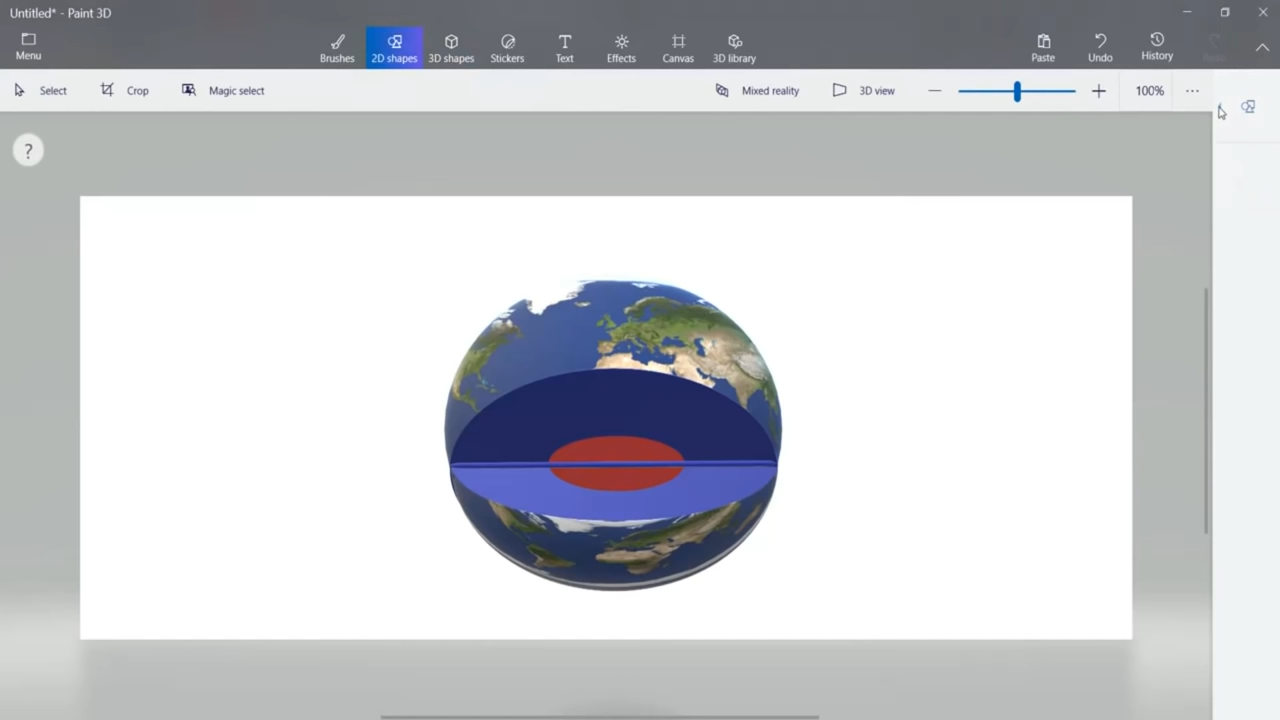 Untitled* - Paint 3D
Menu
Brushes
2D shapes
3D shapes
Stickers
Text
Effects
Canvas
3D library
Paste
Undo
History
Select
Crop
Magic select
Mixed reality
3D view
100%
?